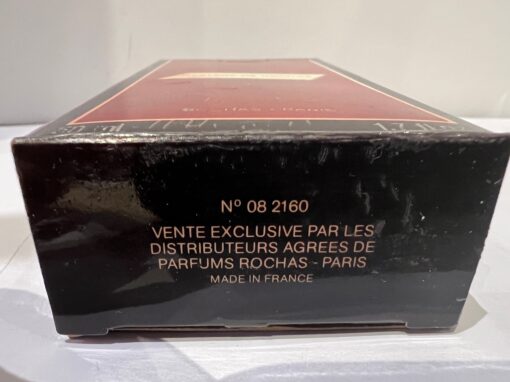 Nº 08 2160
VENTE EXCLUSIVE PAR LES
DISTRIBUTEURS AGREES DE
PARFUMS ROCHAS - PARIS
MADE IN FRANCE